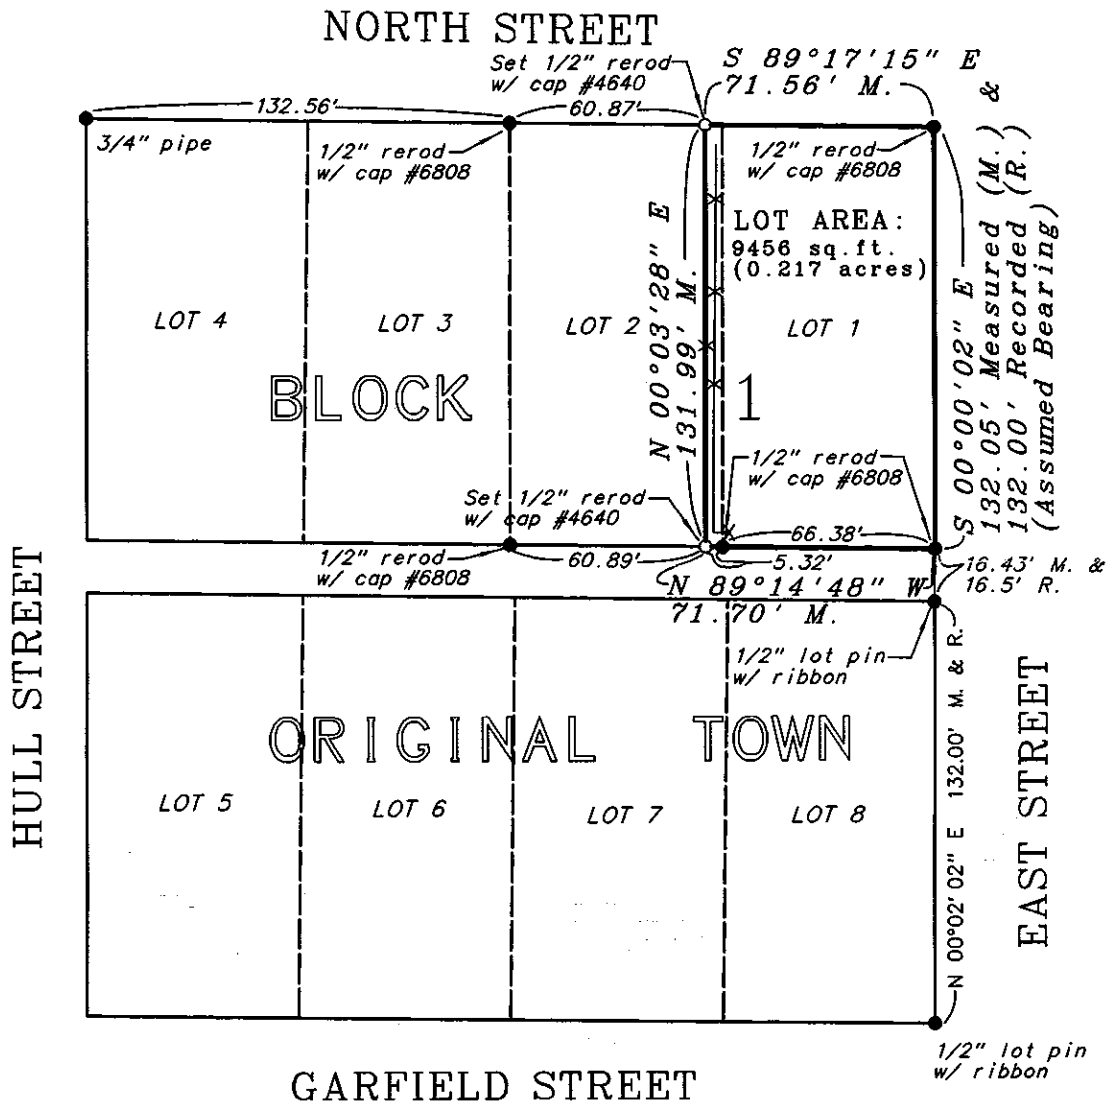 NORTH STREET
Set 1/2" rerod
w/ cap #4640
S 89°17'15" E
71.56' M.
132.56'
60.87'
3/4" pipe
1/2" rerod
w/ cap #6808
1/2" rerod
w/ cap #6808
LOT AREA:
9456 sq.ft.
(0.217 acres)
N 00°03'28" E
131.99' M.
S 00°00'02" E
132.05' Measured (M.) &
132.00' Recorded (R.)
(Assumed Bearing)
LOT 4
LOT 3
LOT 2
LOT 1
BLOCK 1
1/2" rerod
w/ cap #6808
Set 1/2" rerod
w/ cap #4640
66.38'
1/2" rerod
w/ cap #6808
60.89'
5.32'
16.43' M. &
16.5' R.
N 89°14'48" W
71.70' M.
1/2" lot pin
w/ ribbon
HULL STREET
ORIGINAL TOWN
N 00°02'02" E 132.00' M. & R.
EAST STREET
LOT 5
LOT 6
LOT 7
LOT 8
1/2" lot pin
w/ ribbon
GARFIELD STREET